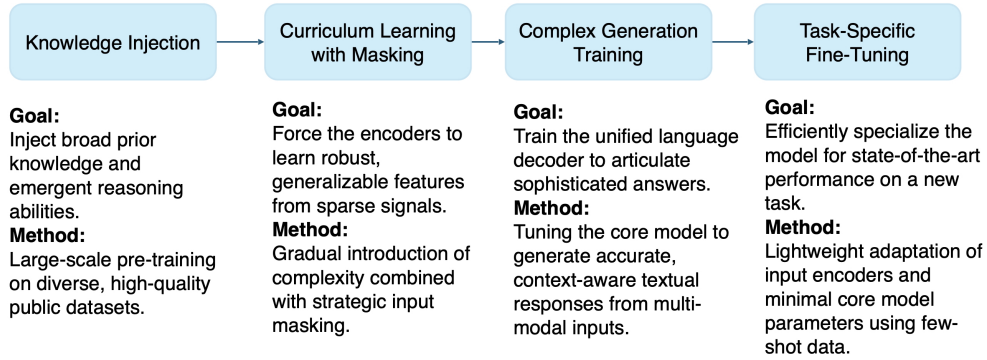 Knowledge Injection
Curriculum Learning
with Masking
Complex Generation
Training
Task-Specific
Fine-Tuning
Goal:
Inject broad prior
knowledge and
emergent reasoning
abilities.
Method:
Large-scale pre-training
on diverse, high-quality
public datasets.
Goal:
Force the encoders to
learn robust,
generalizable features
from sparse signals.
Method:
Gradual introduction of
complexity combined
with strategic input
masking.
Goal:
Train the unified language
decoder to articulate
sophisticated answers.
Method:
Tuning the core model to
generate accurate,
context-aware textual
responses from multi-
modal inputs.
Goal:
Efficiently specialize the
model for state-of-the-art
performance on a new
task.
Method:
Lightweight adaptation of
input encoders and
minimal core model
parameters using few-
shot data.